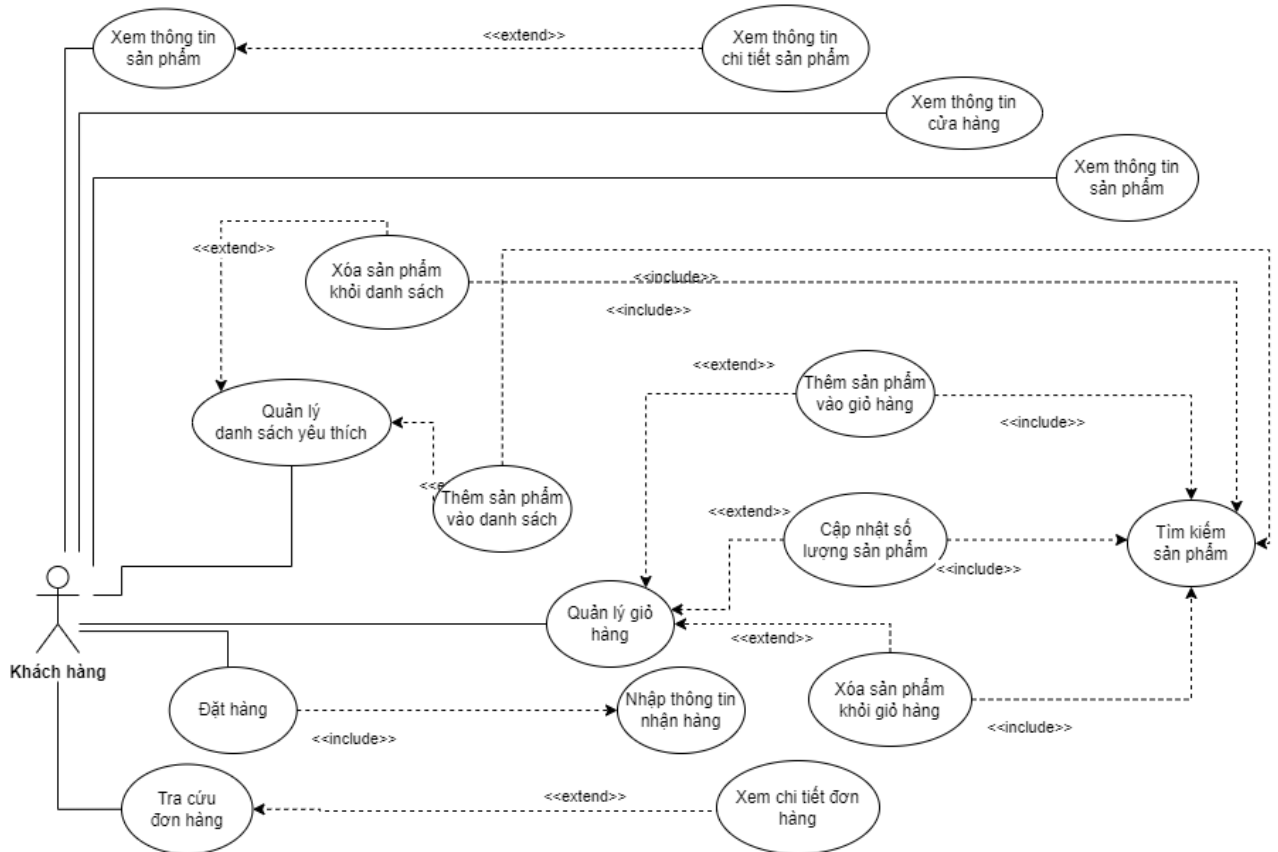 Xem thông tin
sản phẩm
<<extend>>
Xem thông tin
chi tiết sản phẩm
Xem thông tin
cửa hàng
Xem thông tin
sản phẩm
<<extend>>
Xóa sản phẩm
khỏi danh sách
<<include>>
<<include>>
<<extend>>
Thêm sản phẩm
vào giỏ hàng
<<include>>
Quản lý
danh sách yêu thích
Thêm sản phẩm
vào danh sách
<<extend>>
Cập nhật số
lượng sản phẩm
<<include>>
Tìm kiếm
sản phẩm
Quản lý giỏ
hàng
<<extend>>
Khách hàng
Đặt hàng
<<include>>
Nhập thông tin
nhận hàng
Xóa sản phẩm
khỏi giỏ hàng
<<include>>
Tra cứu
đơn hàng
<<extend>>
Xem chi tiết đơn
hàng